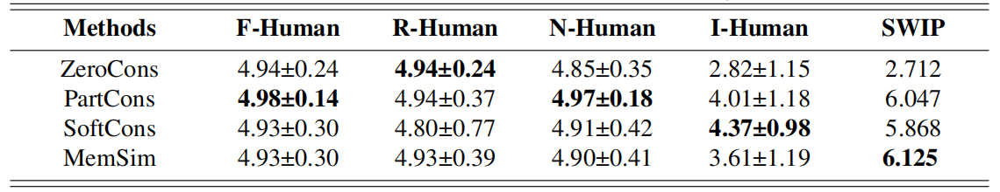 Methods F-Human R-Human N-Human I-Human SWIP
ZeroCons 4.94±0.24 4.94±0.24 4.85±0.35 2.82±1.15 2.712
PartCons 4.98±0.14 4.94±0.37 4.97±0.18 4.01±1.18 6.047
SoftCons 4.93±0.30 4.80±0.77 4.91±0.42 4.37±0.98 5.868
MemSim 4.93±0.30 4.93±0.39 4.90±0.41 3.61±1.19 6.125